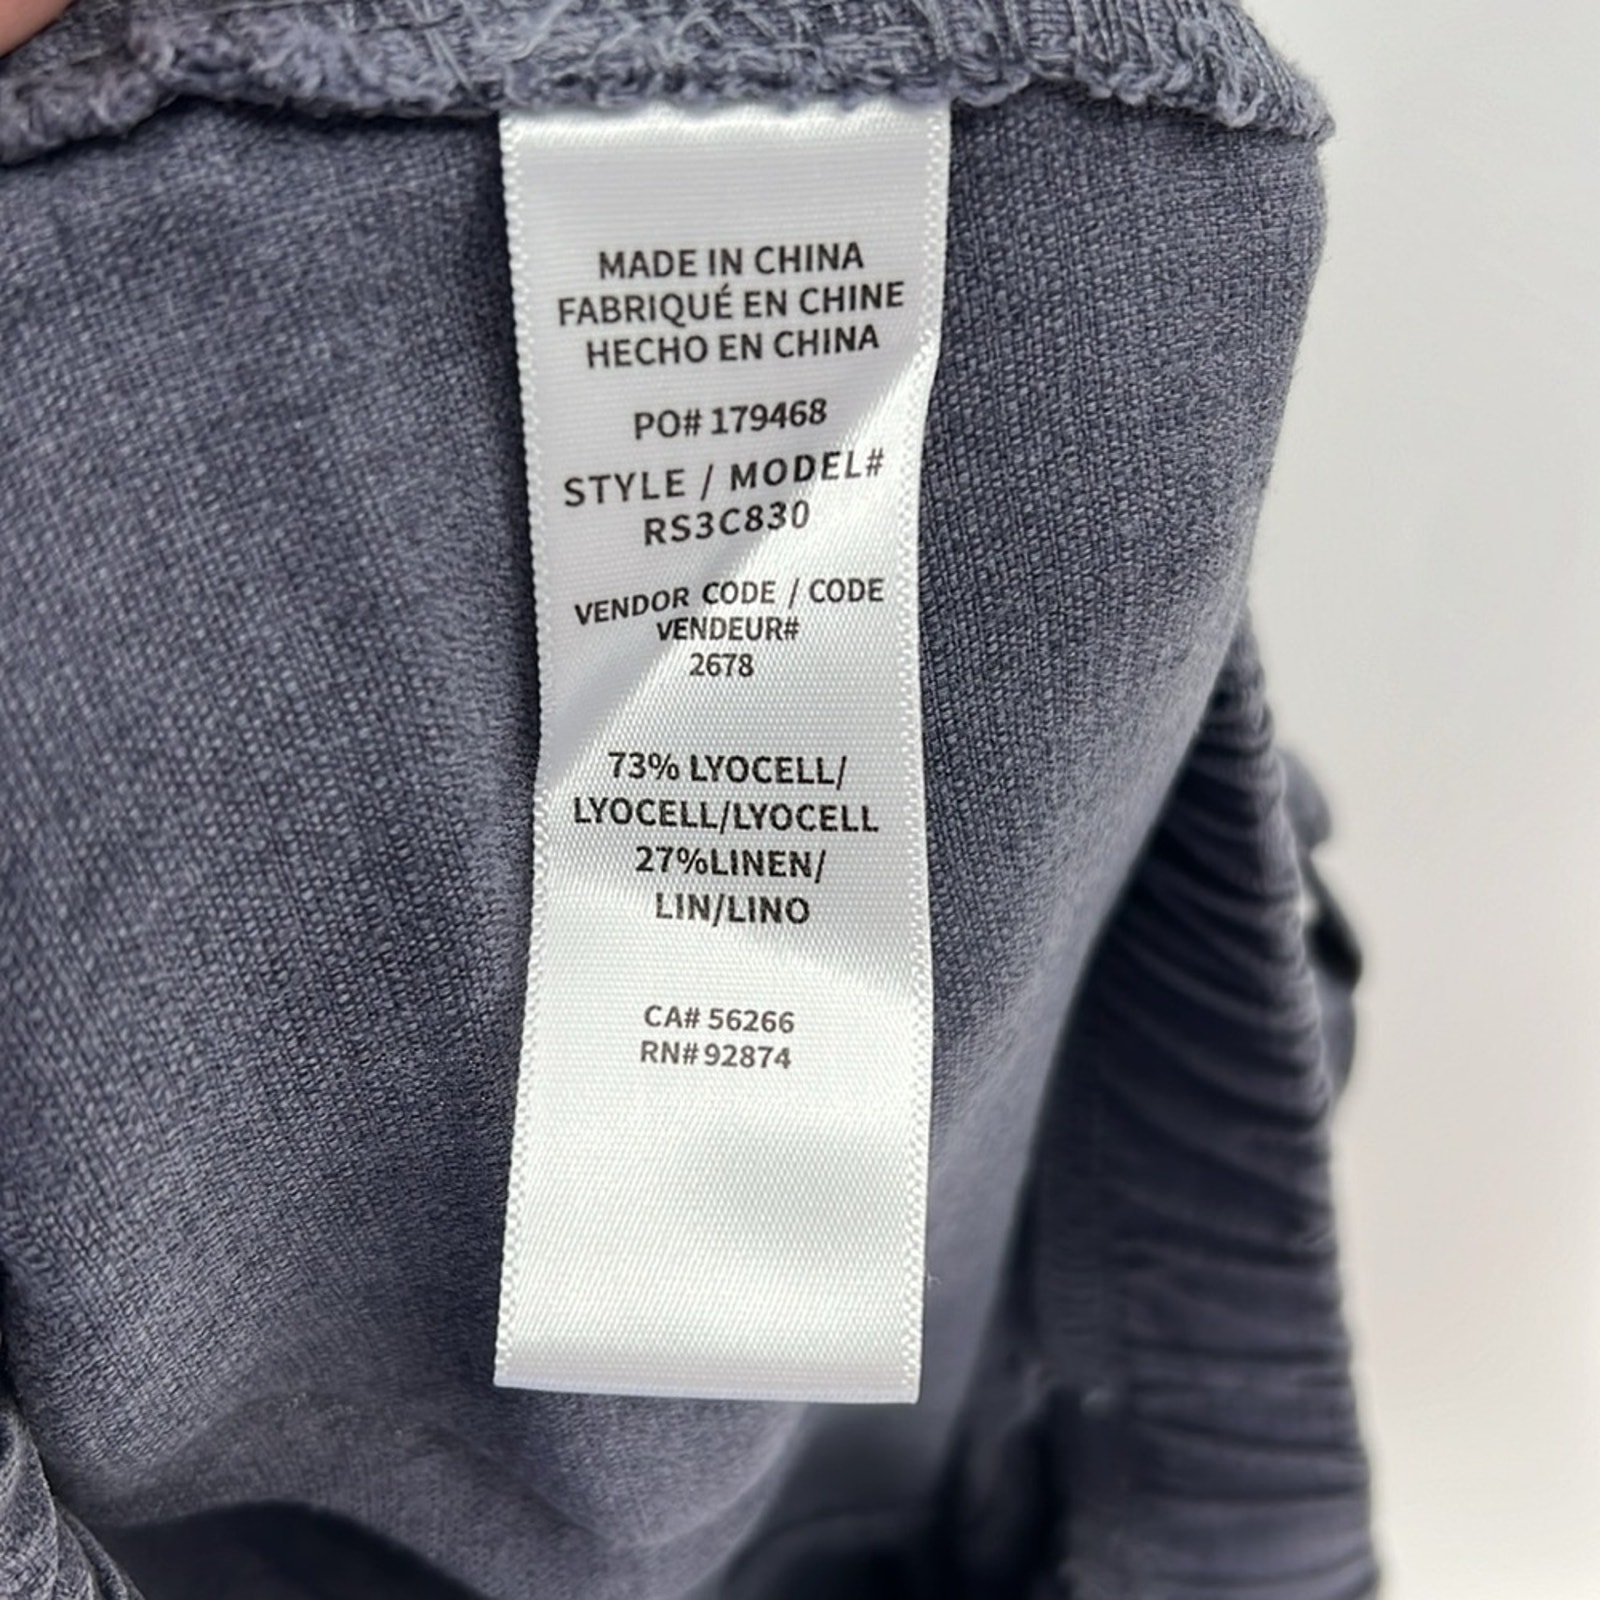 MADE IN CHINA
FABRIQUÉ EN CHINE
HECHO EN CHINA
PO# 179468
STYLE / MODEL#
RS3C830
VENDOR CODE / CODE
VENDEUR#
2678
73% LYOCELL/
LYOCELL/LYOCELL
27%LINEN/
LIN/LINO
CA# 56266
RN# 92874